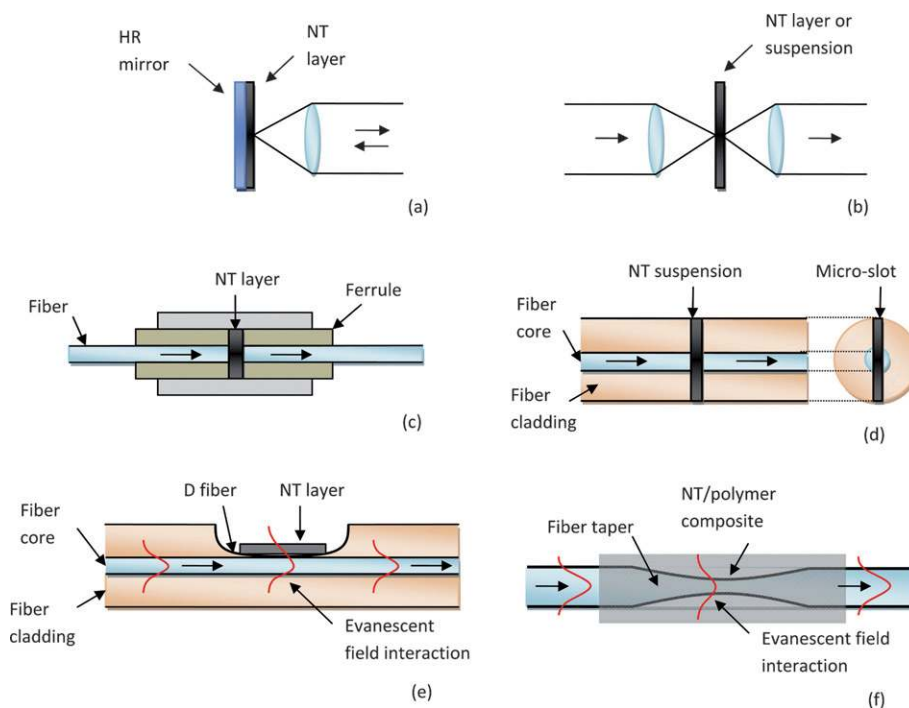 HR
mirror
NT
layer
(a)
NT layer or
suspension
(b)
NT layer
Fiber
Ferrule
(c)
NT suspension
Micro-slot
Fiber
core
Fiber
cladding
(d)
D fiber
NT layer
Fiber
core
Fiber
cladding
Evanescent
field interaction
(e)
NT/polymer
composite
Fiber taper
Evanescent field
interaction
(f)